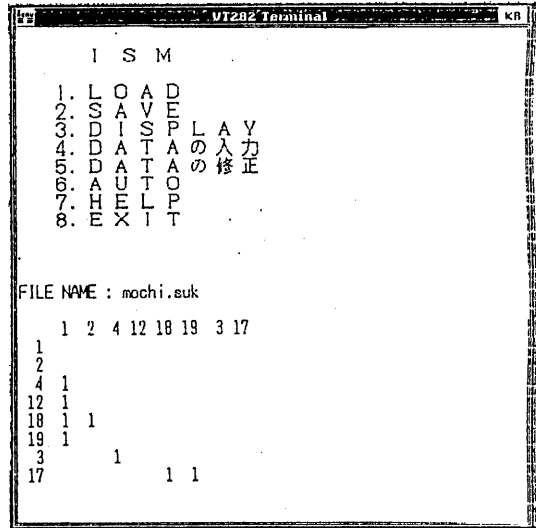 VT282 Terminal KB
I S M
1. L O A D
2. S A V E
3. D I S P L A Y
4. D A T A の 入 力
5. D A T A の 修 正
6. A U T O
7. H E L P
8. E X I T
FILE NAME : mochi.suk
1 2 4 12 18 19 3 17
1
2
4 1
12 1
18 1 1
19 1
3 1
17 1 1